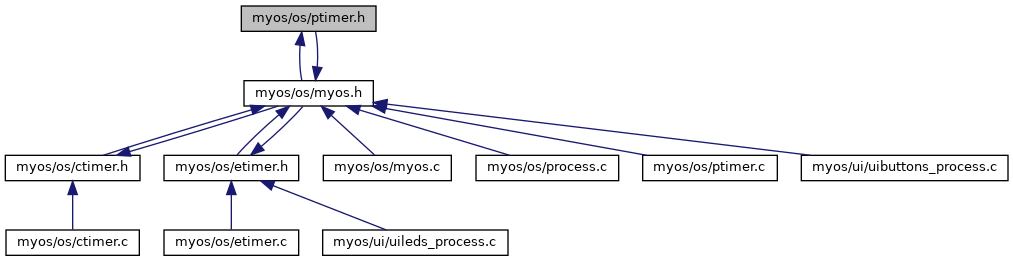 myos/os/ptimer.h
myos/os/myos.h
myos/os/ctimer.h
myos/os/etimer.h
myos/os/myos.c
myos/os/process.c
myos/os/ptimer.c
myos/ui/uibuttons_process.c
myos/os/ctimer.c
myos/os/etimer.c
myos/ui/uileds_process.c